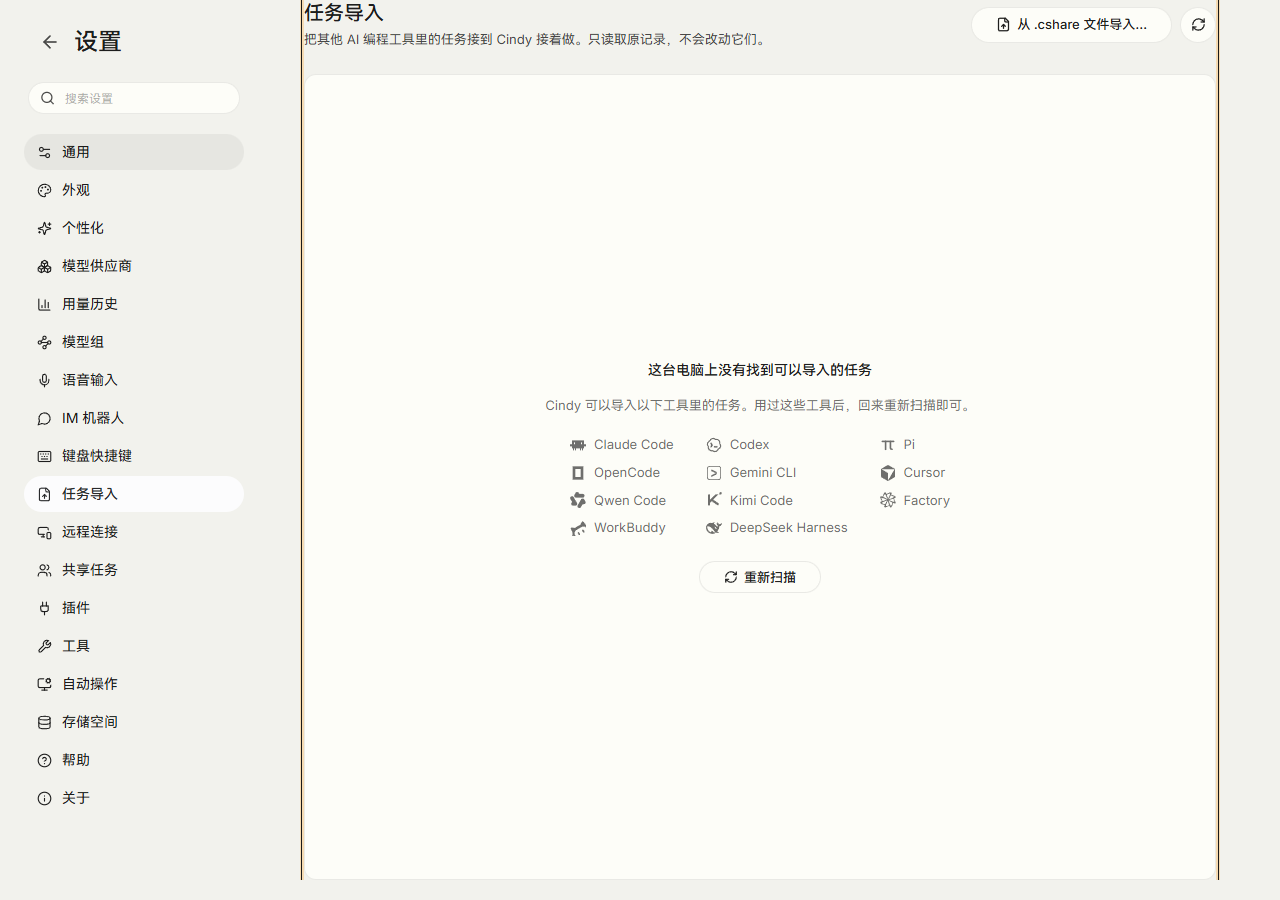 设置
搜索设置
通用
外观
个性化
模型供应商
用量历史
模型组
语音输入
IM 机器人
键盘快捷键
任务导入
远程连接
共享任务
插件
工具
自动操作
存储空间
帮助
关于
任务导入
把其他 AI 编程工具里的任务接到 Cindy 接着做。只读取原记录，不会改动它们。
从 .cshare 文件导入...
这台电脑上没有找到可以导入的任务
Cindy 可以导入以下工具里的任务。用过这些工具后，回来重新扫描即可。
Claude Code
Codex
Pi
OpenCode
Gemini CLI
Cursor
Qwen Code
Kimi Code
Factory
WorkBuddy
DeepSeek Harness
重新扫描